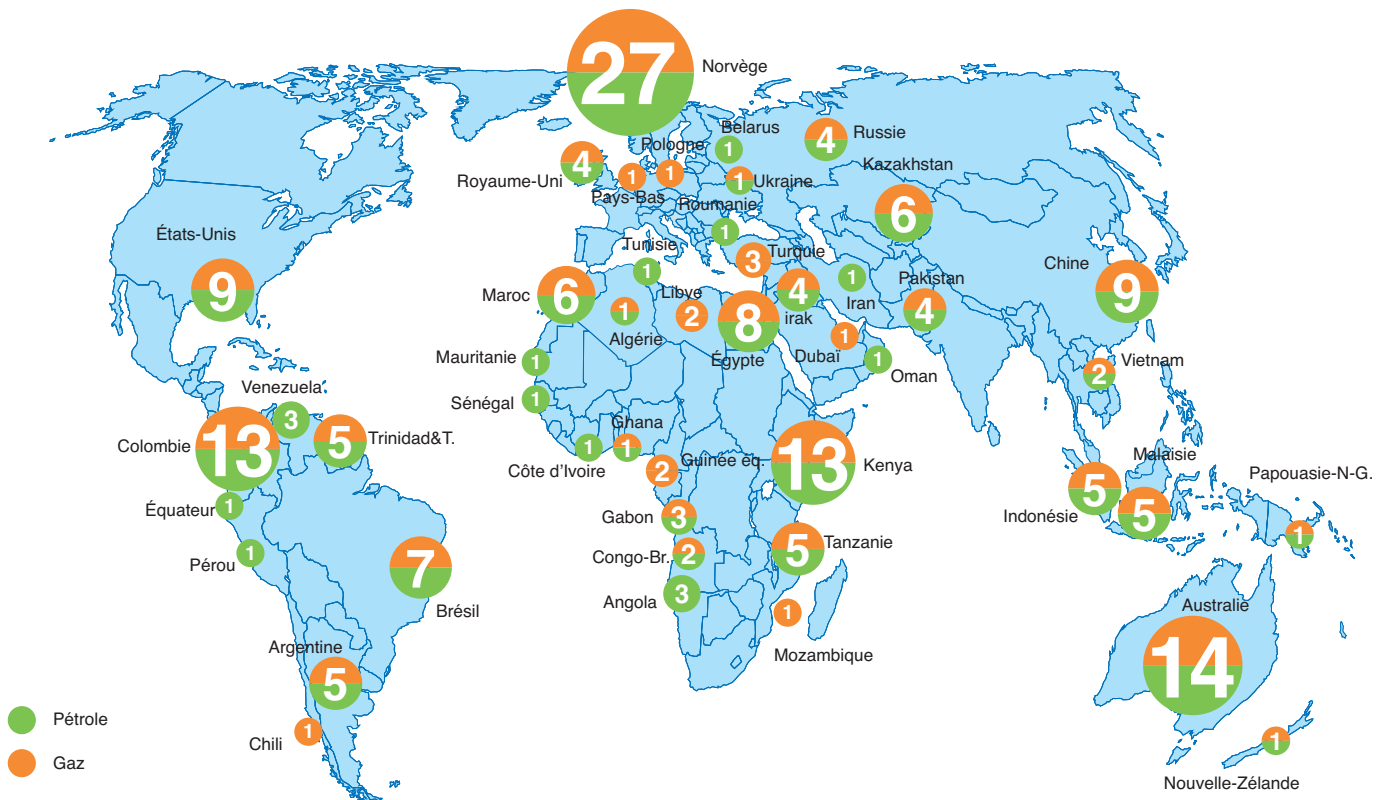 27
Norvège
Belarus
1
4
Russie
Pologne
1
4
Royaume-Uni
1
Pays-Bas
1
Ukraine
Roumanie
1
Kazakhstan
6
États-Unis
9
Tunisie
1
3
Turquie
Maroc
6
1
Algérie
Libye
2
8
Égypte
4
irak
1
Iran
Pakistan
4
Chine
9
1
Dubaï
1
Oman
2
Vietnam
Mauritanie
1
Sénégal
1
Venezuela
3
Colombie
13
5
Trinidad&T.
Ghana
1
1
Côte d'Ivoire
2
Guinée éq.
13
Kenya
Malaisie
5
Indonésie
5
Papouasie-N-G.
1
Équateur
1
Pérou
1
Gabon
3
Congo-Br.
2
5
Tanzanie
Angola
3
1
Mozambique
7
Brésil
Australie
14
Argentine
5
Chili
1
1
Nouvelle-Zélande
Pétrole
Gaz